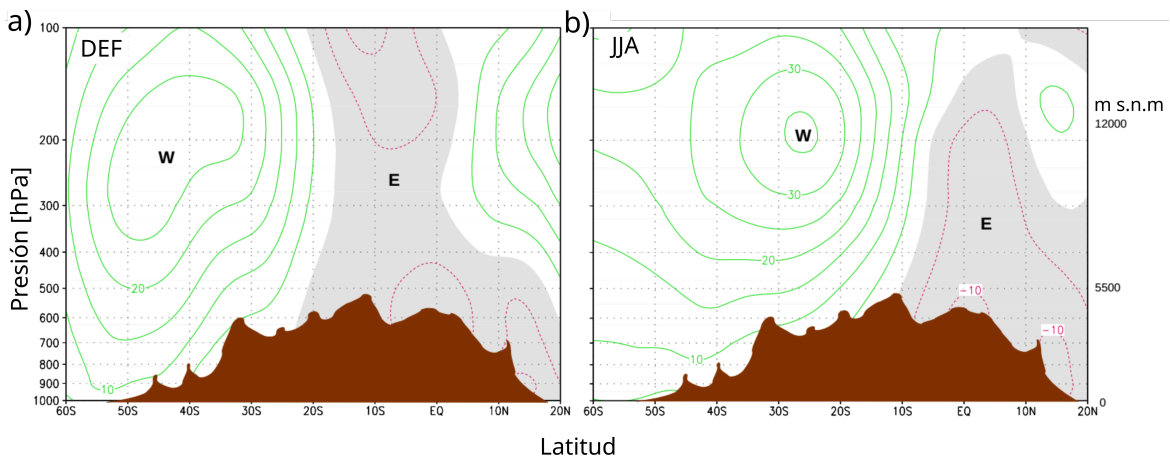 a)
DEF
W
E
20
10
100
200
300
400
500
600
700
800
900
1000
60S
50S
40S
30S
20S
10S
EQ
10N
20N
Presión [hPa]
b)
JJA
30
W
30
20
10
E
-10
-10
60S
50S
40S
30S
20S
10S
EQ
10N
20N
m s.n.m
12000
5500
0
Latitud